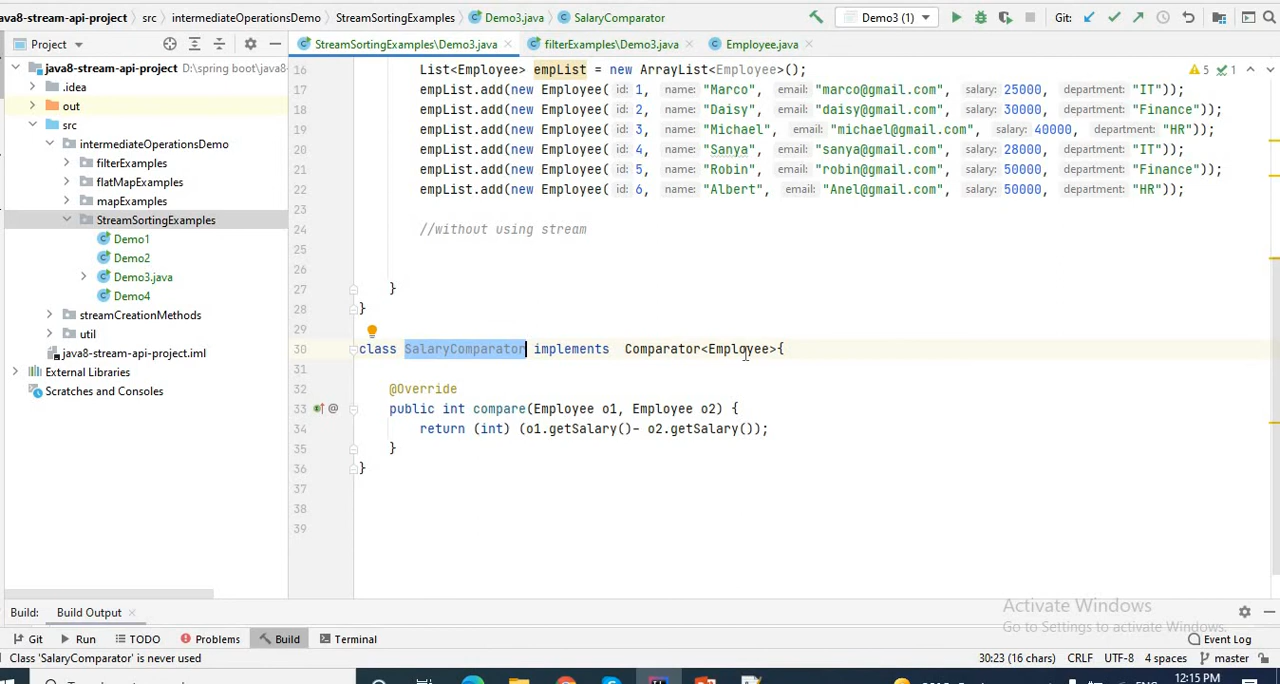 ava8-stream-api-project src intermediateOperationsDemo StreamSortingExamples Demo3.java SalaryComparator Demo3 (1) Git:
Project StreamSortingExamples\Demo3.java filterExamples\Demo3.java Employee.java
java8-stream-api-project D:\spring boot\java8-
.idea
out
src
intermediateOperationsDemo
filterExamples
flatMapExamples
mapExamples
StreamSortingExamples
Demo1
Demo2
Demo3.java
Demo4
streamCreationMethods
util
java8-stream-api-project.iml
External Libraries
Scratches and Consoles
5 1
16 List<Employee> empList = new ArrayList<Employee>();
17 empList.add(new Employee( id: 1, name: "Marco", email: "marco@gmail.com", salary: 25000, department: "IT"));
18 empList.add(new Employee( id: 2, name: "Daisy", email: "daisy@gmail.com", salary: 30000, department: "Finance"));
19 empList.add(new Employee( id: 3, name: "Michael", email: "michael@gmail.com", salary: 40000, department: "HR"));
20 empList.add(new Employee( id: 4, name: "Sanya", email: "sanya@gmail.com", salary: 28000, department: "IT"));
21 empList.add(new Employee( id: 5, name: "Robin", email: "robin@gmail.com", salary: 50000, department: "Finance"));
22 empList.add(new Employee( id: 6, name: "Albert", email: "Anel@gmail.com", salary: 50000, department: "HR"));
23
24 //without using stream
25
26
27 }
28 }
29
30 class SalaryComparator implements Comparator<Employee>{
31
32 @Override
33 @ public int compare(Employee o1, Employee o2) {
34 return (int) (o1.getSalary()- o2.getSalary());
35 }
36 }
37
38
39
Activate Windows
Go to Settings to activate Windows.
Build: Build Output
Git Run TODO Problems Build Terminal Event Log
Class 'SalaryComparator' is never used 30:23 (16 chars) CRLF UTF-8 4 spaces master
12:15 PM
ENG